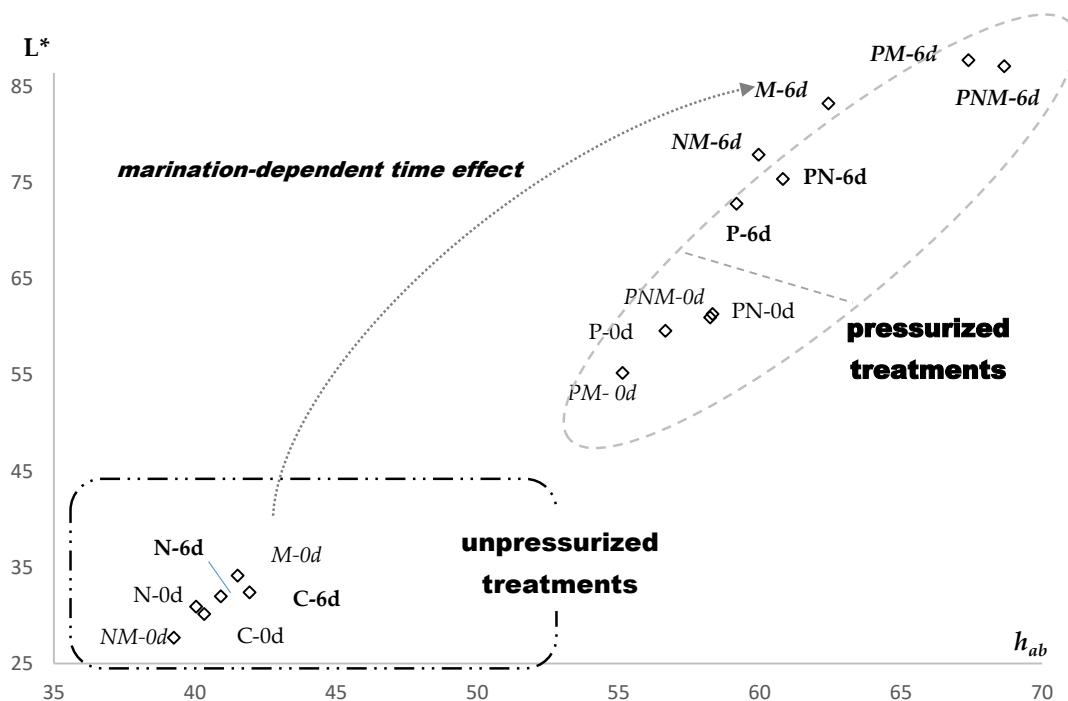 L*
85
75
65
55
45
35
25
35
40
45
50
55
60
65
70
h_ab
PM-6d
PNM-6d
M-6d
NM-6d
PN-6d
P-6d
marination-dependent time effect
PNM-0d
PN-0d
P-0d
PM- 0d
pressurized
treatments
N-6d
M-0d
N-0d
C-6d
NM-0d
C-0d
unpressurized
treatments